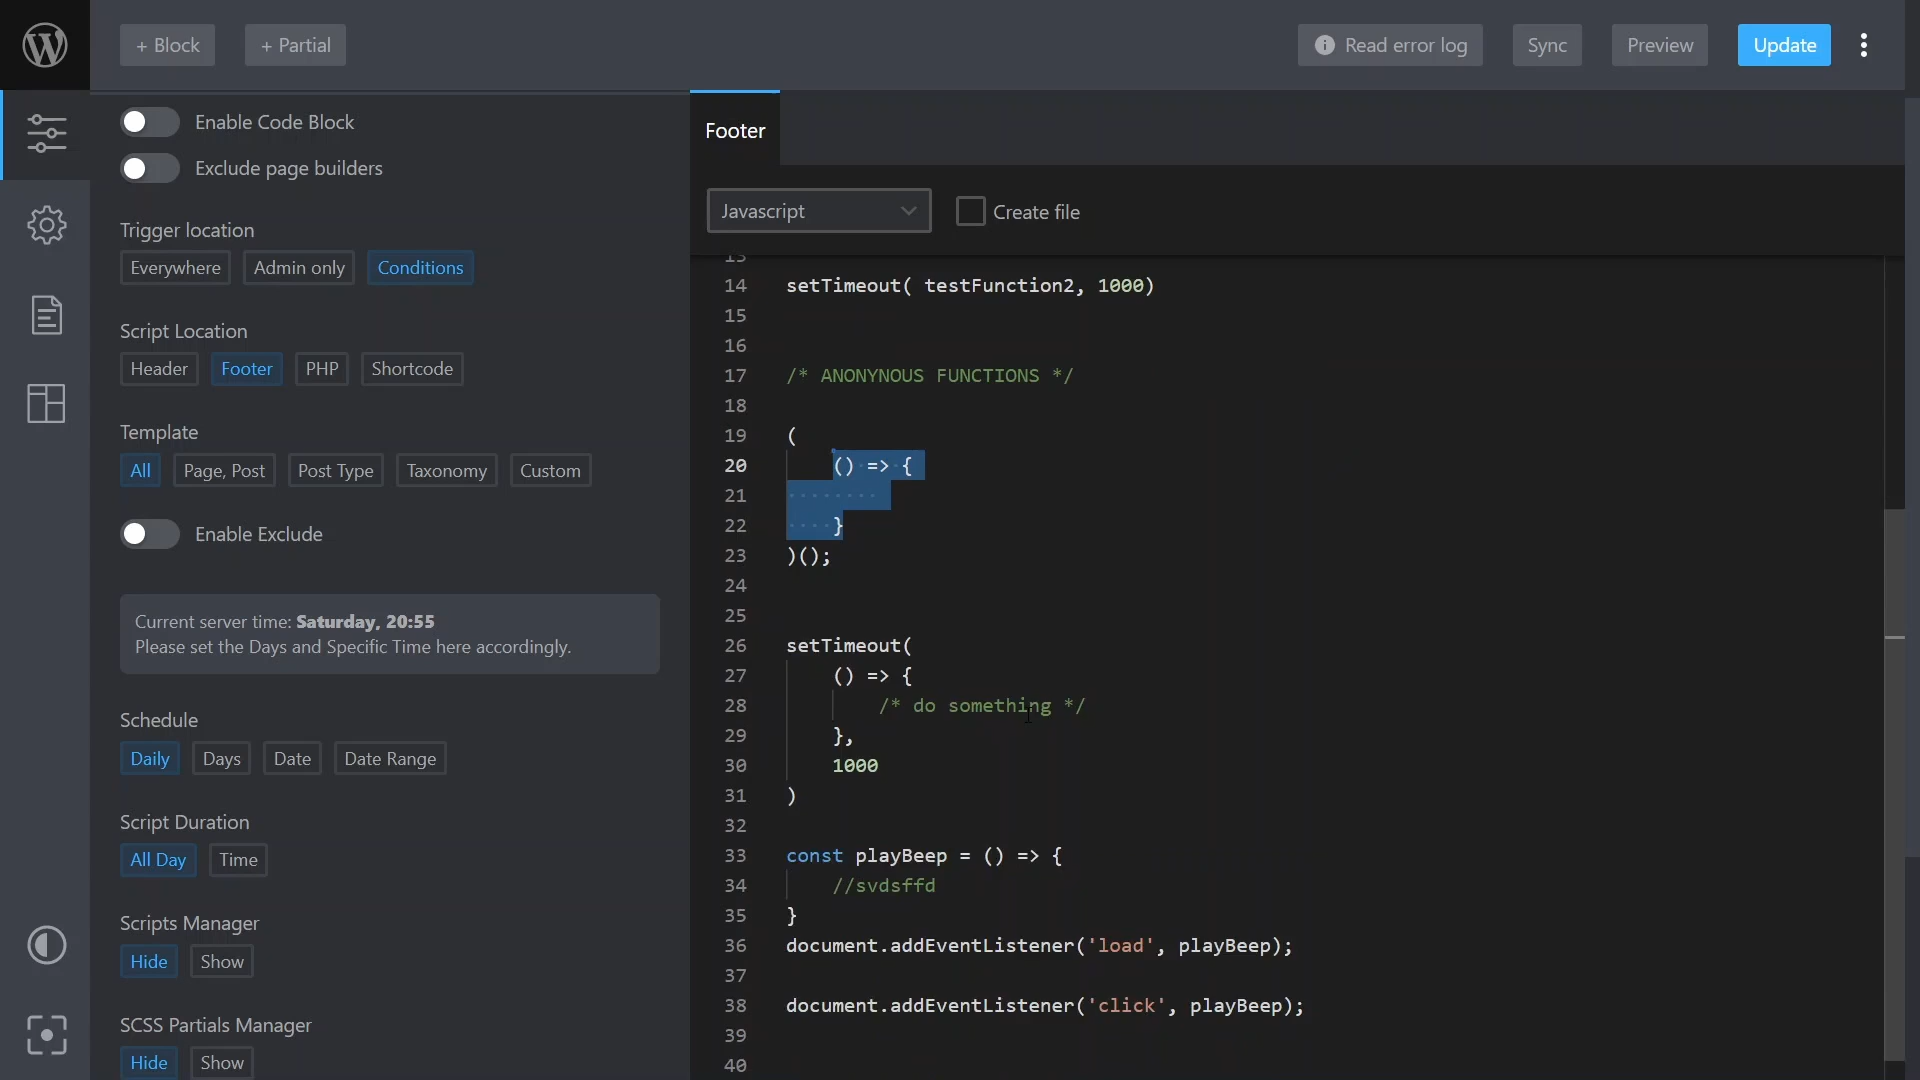 + Block
+ Partial
Read error log
Sync
Preview
Update
Enable Code Block
Exclude page builders
Trigger location
Everywhere
Admin only
Conditions
Script Location
Header
Footer
PHP
Shortcode
Template
All
Page, Post
Post Type
Taxonomy
Custom
Enable Exclude
Current server time: Saturday, 20:55
Please set the Days and Specific Time here accordingly.
Schedule
Daily
Days
Date
Date Range
Script Duration
All Day
Time
Scripts Manager
Hide
Show
SCSS Partials Manager
Hide
Show
Footer
Javascript
Create file
13
14 setTimeout( testFunction2, 1000)
15
16
17 /* ANONYNOUS FUNCTIONS */
18
19 (
20 () => {
21
22 }
23 )();
24
25
26 setTimeout(
27 () => {
28 /* do something */
29 },
30 1000
31 )
32
33 const playBeep = () => {
34 //svdsffd
35 }
36 document.addEventListener('load', playBeep);
37
38 document.addEventListener('click', playBeep);
39
40